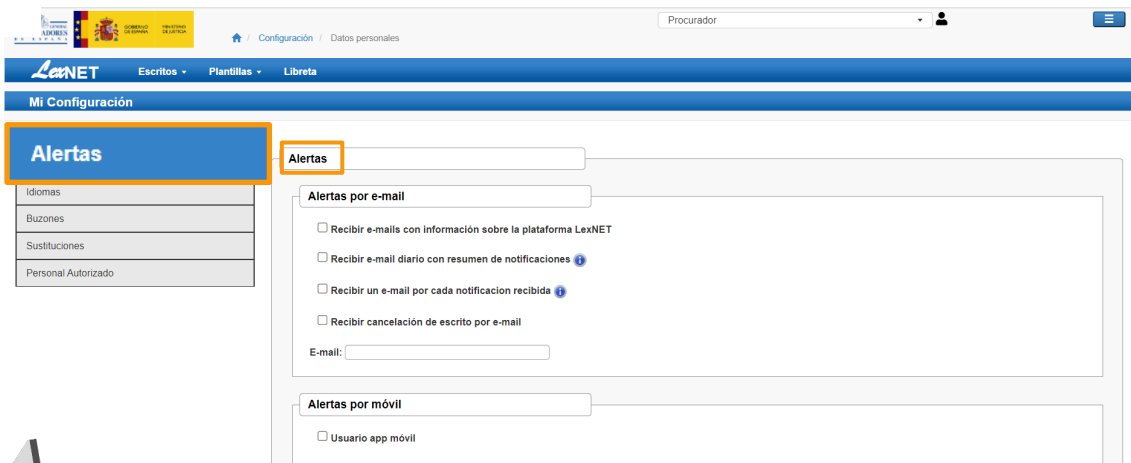 GENERAL
ADORES
DE ESPAÑA
GOBIERNO
DE ESPAÑA
MINISTERIO
DE JUSTICIA
/ Configuración / Datos personales
Procurador
LexNET Escritos Plantillas Libreta
Mi Configuración
Alertas
Idiomas
Buzones
Sustituciones
Personal Autorizado
Alertas
Alertas por e-mail
Recibir e-mails con información sobre la plataforma LexNET
Recibir e-mail diario con resumen de notificaciones
Recibir un e-mail por cada notificacion recibida
Recibir cancelación de escrito por e-mail
E-mail:
Alertas por móvil
Usuario app móvil